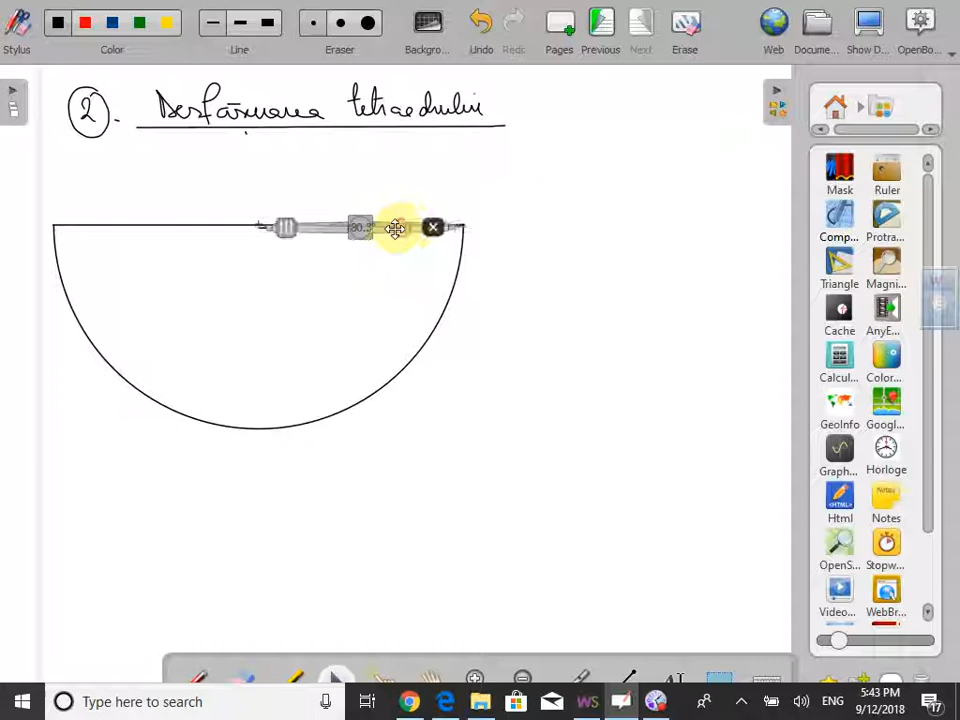 Stylus
Color
Line
Eraser
Backgro...
Undo
Redo
Pages
Previous
Next
Erase
Web
Docume...
Show D...
OpenBo...
2. Desfășurarea tetraedrului
Mask
Ruler
Comp...
Protra...
Triangle
Magni...
Cache
AnyE...
Calcul...
Color...
GeoInfo
Googl...
Graph...
Horloge
Html
Notes
OpenS...
Stopw...
Video...
WebBr...
Type here to search
ENG
5:43 PM
9/12/2018
17